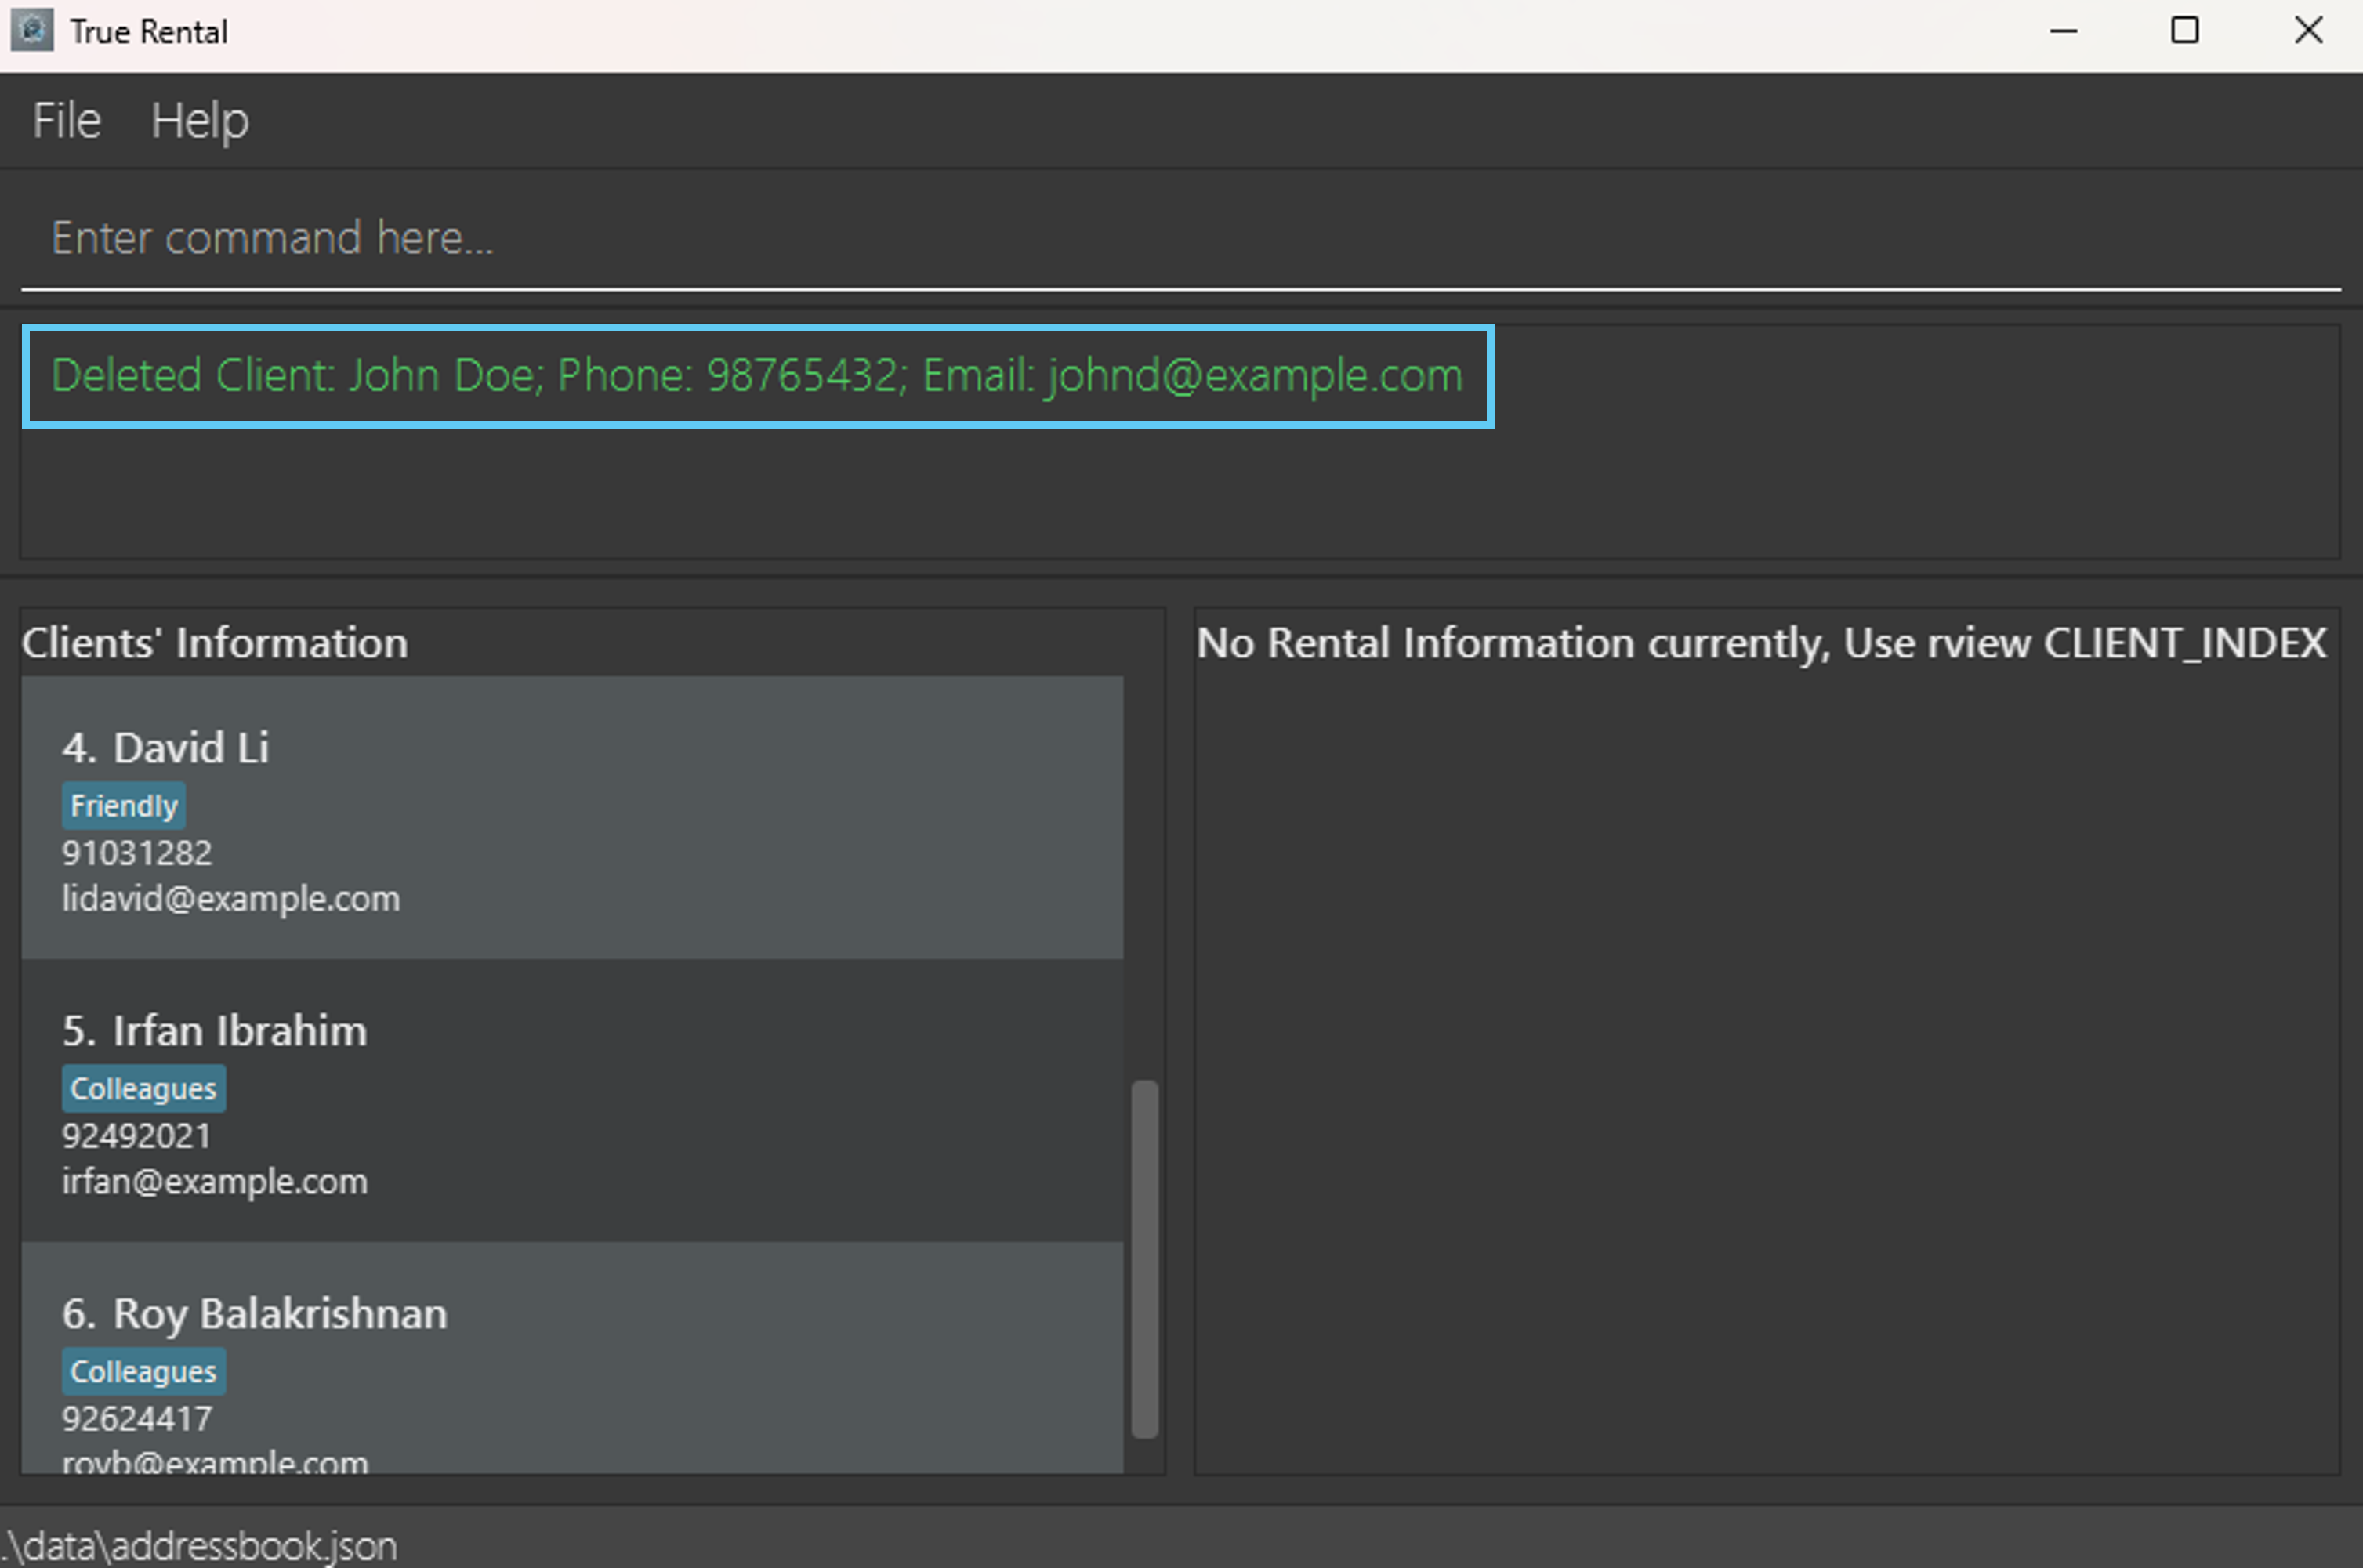 True Rental
File Help
Enter command here...
Deleted Client: John Doe; Phone: 98765432; Email: johnd@example.com
Clients' Information
4. David Li
Friendly
91031282
lidavid@example.com
5. Irfan Ibrahim
Colleagues
92492021
irfan@example.com
6. Roy Balakrishnan
Colleagues
92624417
royb@example.com
No Rental Information currently, Use rview CLIENT_INDEX
.\data\addressbook.json